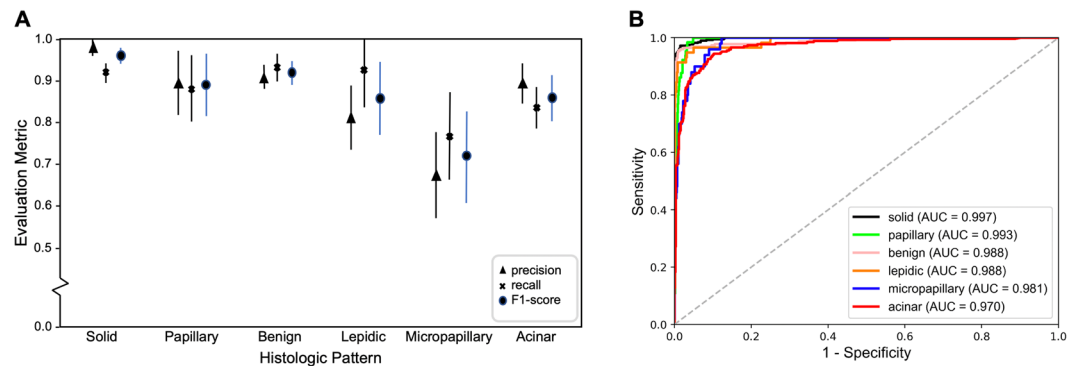 A
1.0
0.9
0.8
0.7
0.6
0.5
0.0
Evaluation Metric
precision
recall
F1-score
Solid Papillary Benign Lepidic Micropapillary Acinar
Histologic Pattern
B
1.0
0.8
0.6
0.4
0.2
0.0
Sensitivity
solid (AUC = 0.997)
papillary (AUC = 0.993)
benign (AUC = 0.988)
lepidic (AUC = 0.988)
micropapillary (AUC = 0.981)
acinar (AUC = 0.970)
0.0 0.2 0.4 0.6 0.8 1.0
1 - Specificity